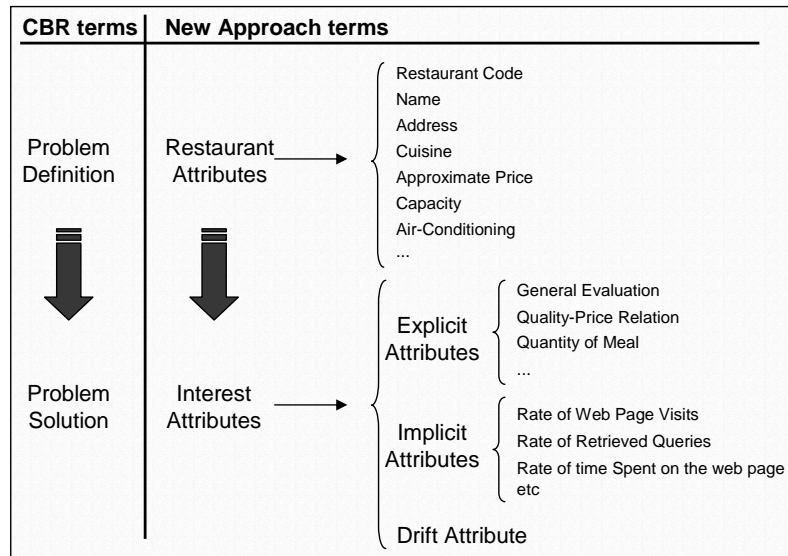 CBR terms
New Approach terms
Problem
Definition
Restaurant
Attributes
Restaurant Code
Name
Address
Cuisine
Approximate Price
Capacity
Air-Conditioning
...
Problem
Solution
Interest
Attributes
Explicit
Attributes
General Evaluation
Quality-Price Relation
Quantity of Meal
...
Implicit
Attributes
Rate of Web Page Visits
Rate of Retrieved Queries
Rate of time Spent on the web page
etc
Drift Attribute